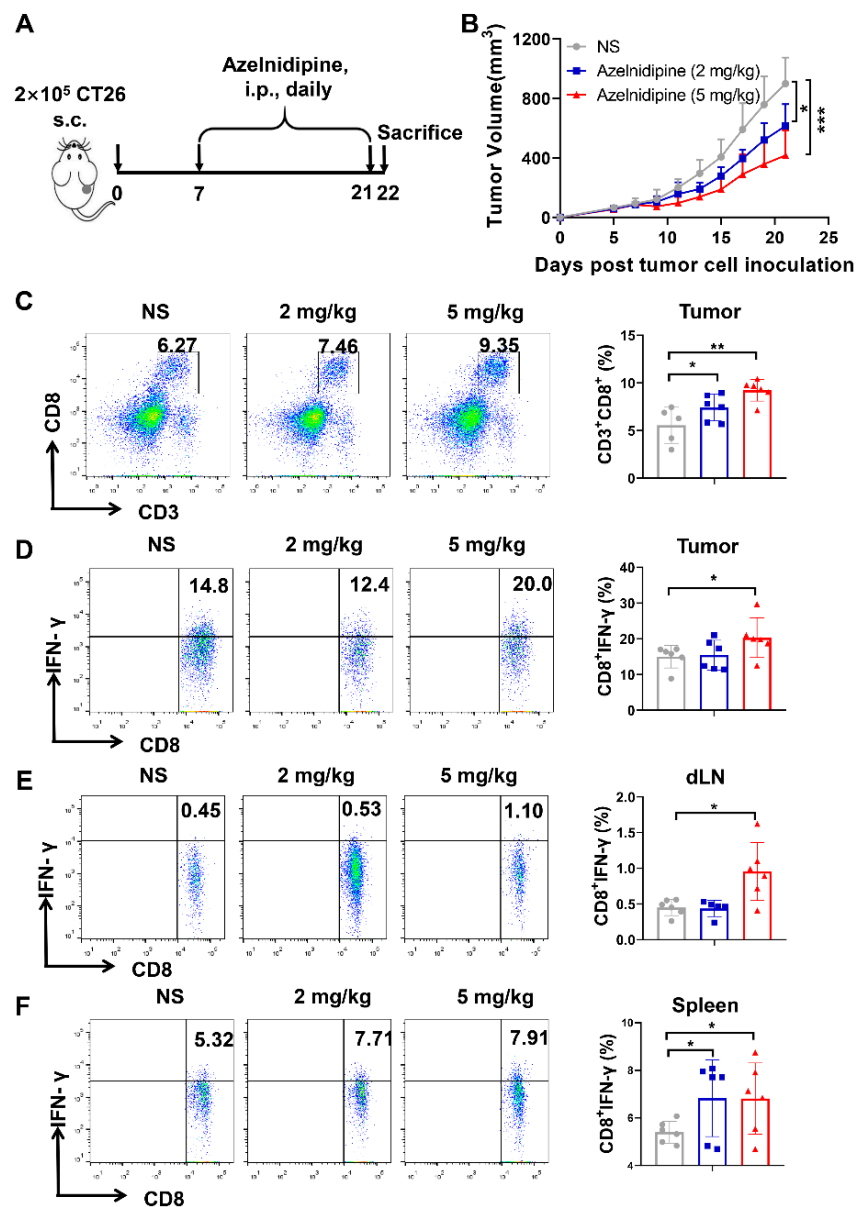 A
2×10⁵ CT26
s.c.
Azelnidipine,
i.p., daily
Sacrifice
0 7 21 22
B
Tumor Volume(mm³)
1200
800
400
0
NS
Azelnidipine (2 mg/kg)
Azelnidipine (5 mg/kg)
*
***
0 5 10 15 20 25
Days post tumor cell inoculation
C
NS 2 mg/kg 5 mg/kg
6.27 7.46 9.35
CD8
CD3
Tumor
CD3⁺CD8⁺ (%)
15
10
5
0
*
**
D
NS 2 mg/kg 5 mg/kg
14.8 12.4 20.0
IFN- γ
CD8
Tumor
CD8⁺IFN-γ (%)
40
30
20
10
0
*
E
NS 2 mg/kg 5 mg/kg
0.45 0.53 1.10
IFN- γ
CD8
dLN
CD8⁺IFN-γ (%)
2.0
1.5
1.0
0.5
0.0
*
F
NS 2 mg/kg 5 mg/kg
5.32 7.71 7.91
IFN- γ
CD8
Spleen
CD8⁺IFN-γ (%)
8
6
4
*
*